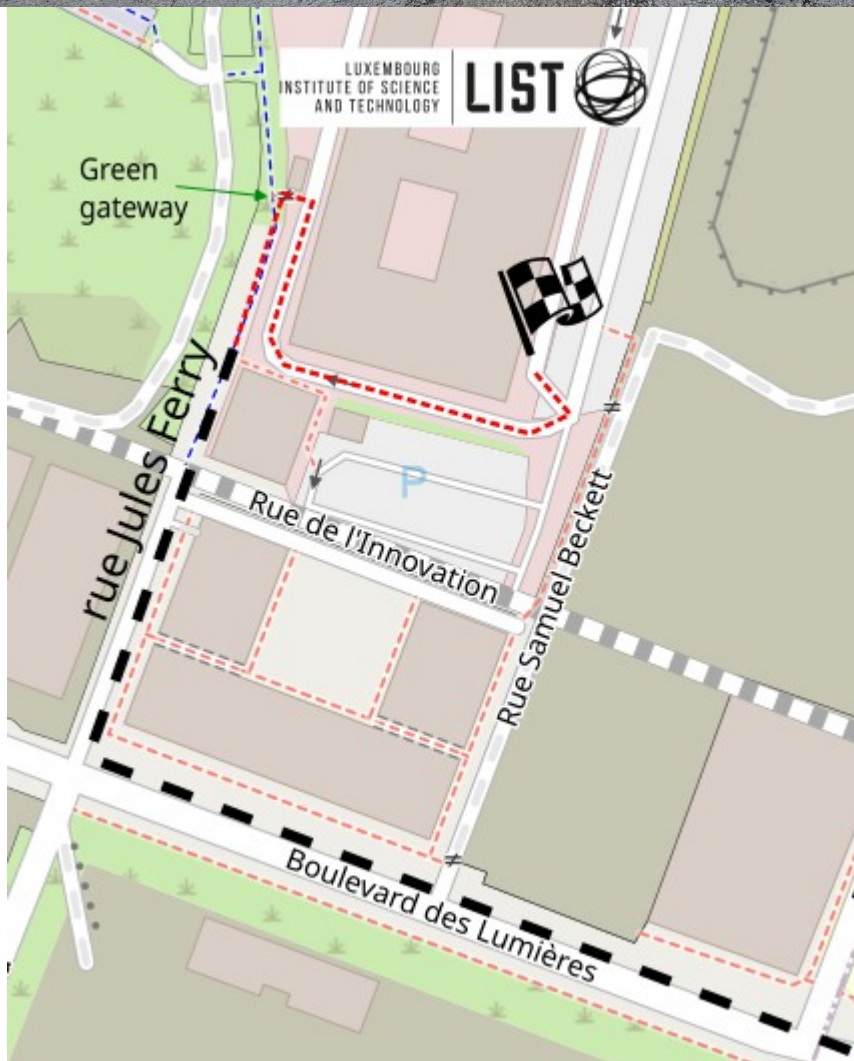 LUXEMBOURG
INSTITUTE OF SCIENCE
AND TECHNOLOGY
LIST
Green
gateway
rue Jules Ferry
P
Rue de l'Innovation
Rue Samuel Beckett
Boulevard des Lumières